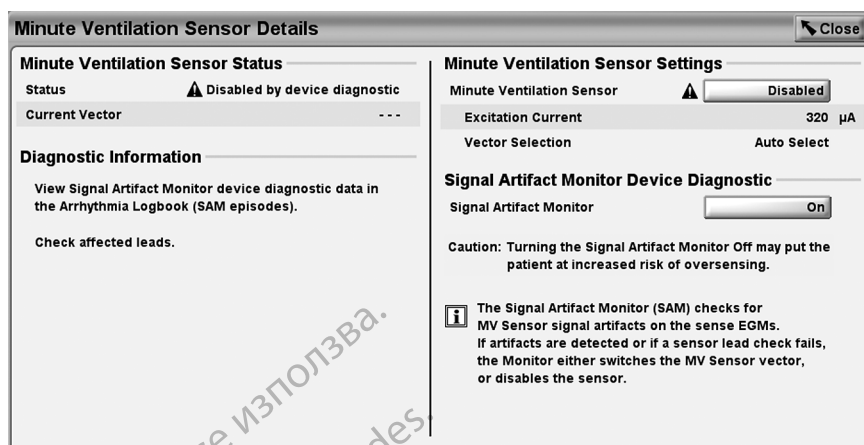 Minute Ventilation Sensor Details
Close
Minute Ventilation Sensor Status
Status Disabled by device diagnostic
Current Vector ---
Diagnostic Information
View Signal Artifact Monitor device diagnostic data in
the Arrhythmia Logbook (SAM episodes).
Check affected leads.
Minute Ventilation Sensor Settings
Minute Ventilation Sensor Disabled
Excitation Current 320 µA
Vector Selection Auto Select
Signal Artifact Monitor Device Diagnostic
Signal Artifact Monitor On
Caution: Turning the Signal Artifact Monitor Off may put the
patient at increased risk of oversensing.
The Signal Artifact Monitor (SAM) checks for
MV Sensor signal artifacts on the sense EGMs.
If artifacts are detected or if a sensor lead check fails,
the Monitor either switches the MV Sensor vector,
or disables the sensor.
се използва.